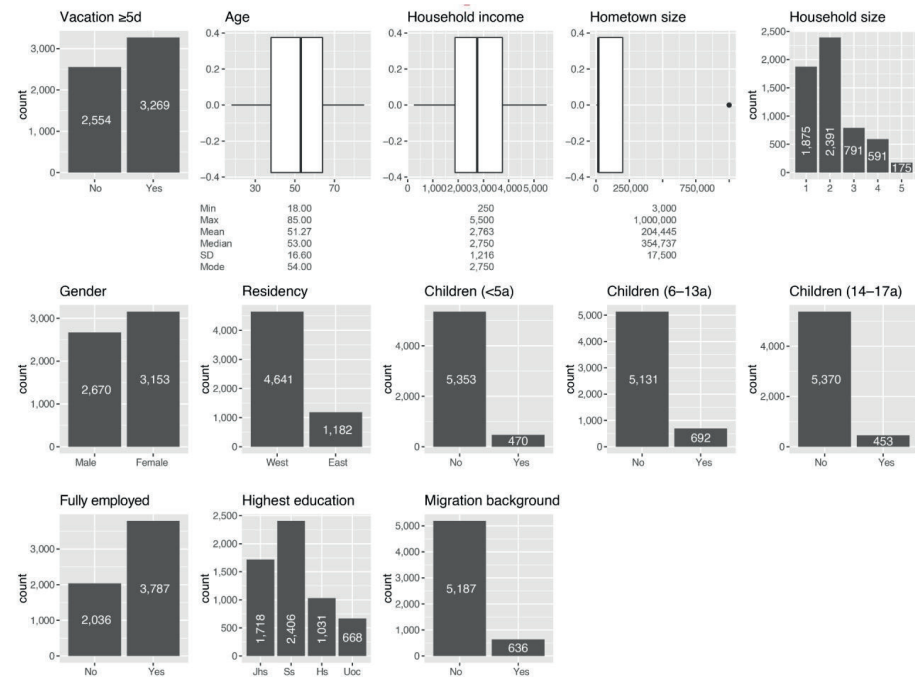 Vacation ≥5d
Age
Household income
Hometown size
Household size
count
3,000
2,000
1,000
0
2,554
3,269
No Yes
0.4
0.2
0.0
−0.2
−0.4
30 50 70
0.4
0.2
0.0
−0.2
−0.4
0 1,000 2,000 3,000 4,000 5,000
0.4
0.2
0.0
−0.2
−0.4
0 250,000 750,000
count
2,500
2,000
1,500
1,000
500
0
1,875
2,391
791
591
175
1 2 3 4 5
Min 18.00 250 3,000
Max 85.00 5,500 1,000,000
Mean 51.27 2,763 204,445
Median 53.00 2,750 354,737
SD 16.60 1,216 17,500
Mode 54.00 2,750
Gender
Residency
Children (<5a)
Children (6–13a)
Children (14–17a)
count
3,000
2,000
1,000
0
2,670
3,153
Male Female
count
4,000
3,000
2,000
1,000
0
4,641
1,182
West East
count
4,000
2,000
0
5,353
470
No Yes
count
5,000
4,000
3,000
2,000
1,000
0
5,131
692
No Yes
count
4,000
2,000
0
5,370
453
No Yes
Fully employed
Highest education
Migration background
count
3,000
2,000
1,000
0
2,036
3,787
No Yes
count
2,500
2,000
1,500
1,000
500
0
1,718
2,406
1,031
668
Jhs Ss Hs Uoc
count
5,000
4,000
3,000
2,000
1,000
0
5,187
636
No Yes